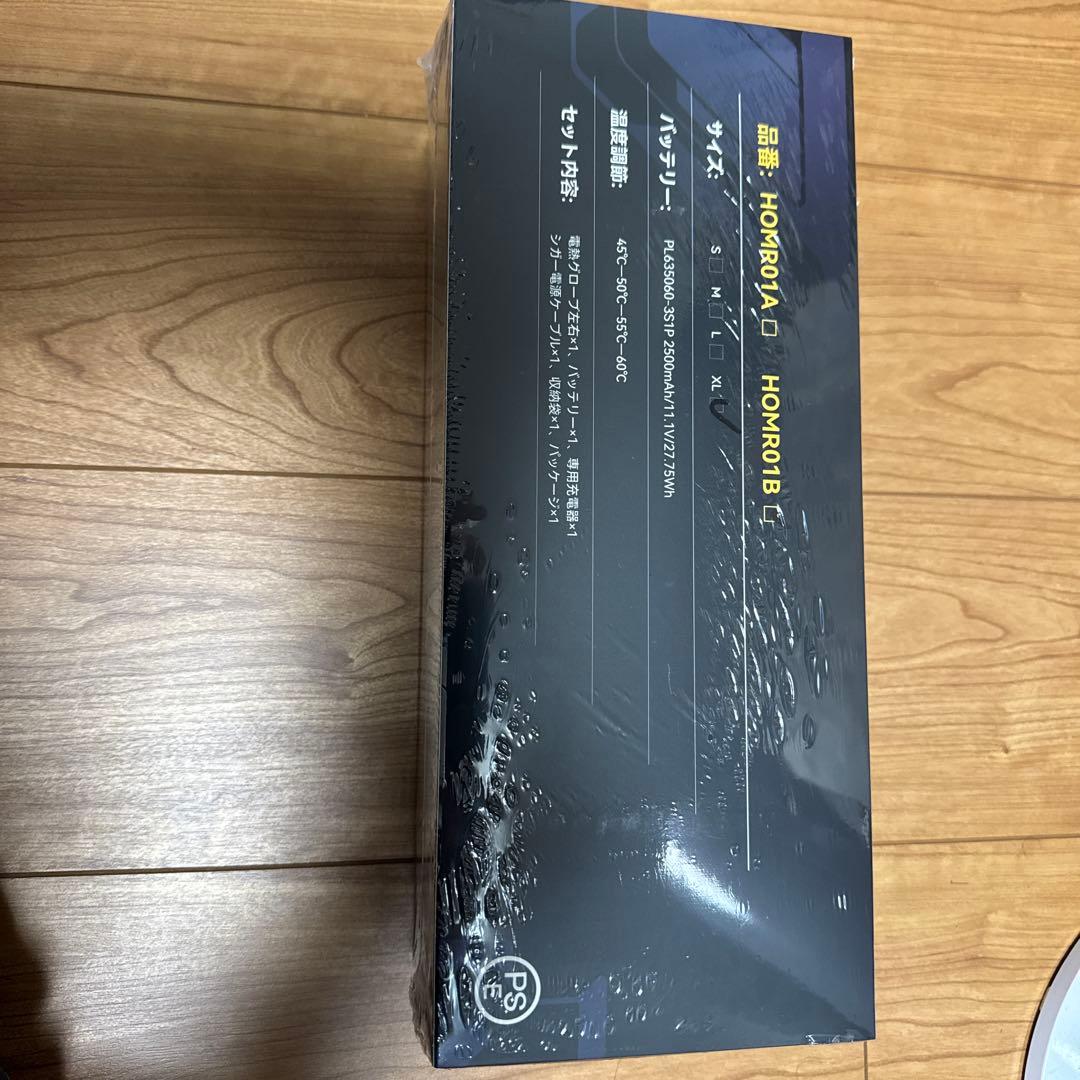 品番: HOMR01A □ HOMR01B □
サイズ: S □ M □ L □ XL
バッテリー: PL635060-3S1P 2500mAh/11.1V/27.75Wh
温度調節: 45℃—50℃—55℃—60℃
セット内容: 電熱グローブ左右×1、バッテリー×1、専用充電器×1
シガー電源ケーブル×1、収納袋×1、パッケージ×1
PS
E